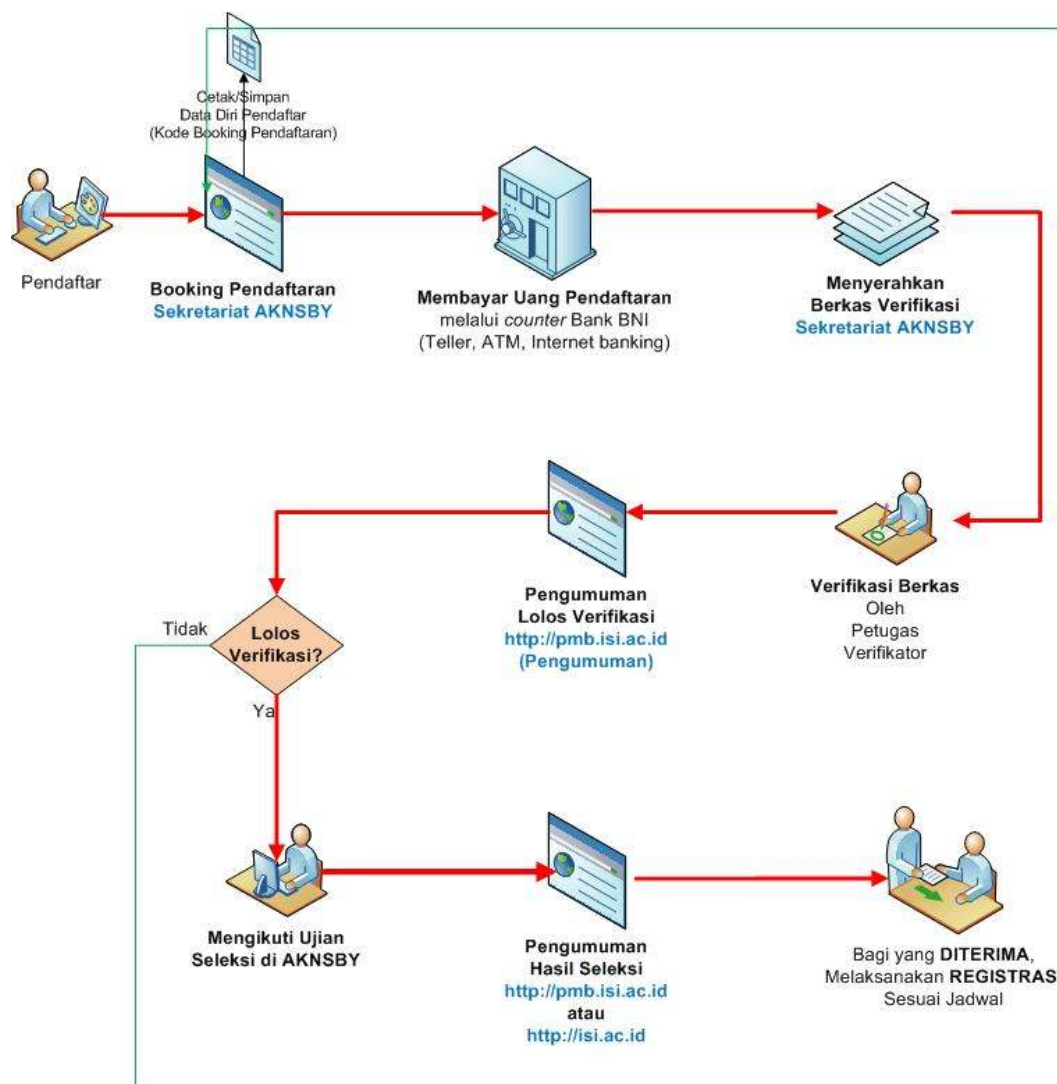 Cetak/Simpan
Data Diri Pendaftar
(Kode Booking Pendaftaran)
Pendaftar
Booking Pendaftaran
Sekretariat AKNSBY
Membayar Uang Pendaftaran
melalui counter Bank BNI
(Teller, ATM, Internet banking)
Menyerahkan
Berkas Verifikasi
Sekretariat AKNSBY
Verifikasi Berkas
Oleh
Petugas
Verifikator
Pengumuman
Lolos Verifikasi
http://pmb.isi.ac.id
(Pengumuman)
Tidak
Lolos
Verifikasi?
Ya
Mengikuti Ujian
Seleksi di AKNSBY
Pengumuman
Hasil Seleksi
http://pmb.isi.ac.id
atau
http://isi.ac.id
Bagi yang DITERIMA,
Melaksanakan REGISTRAS
Sesuai Jadwal